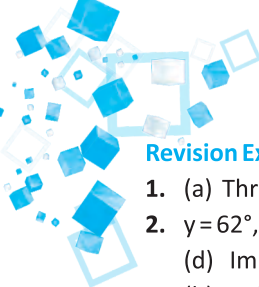 Revision Ex
1. (a) Thr
2. y = 62°,
(d) Im